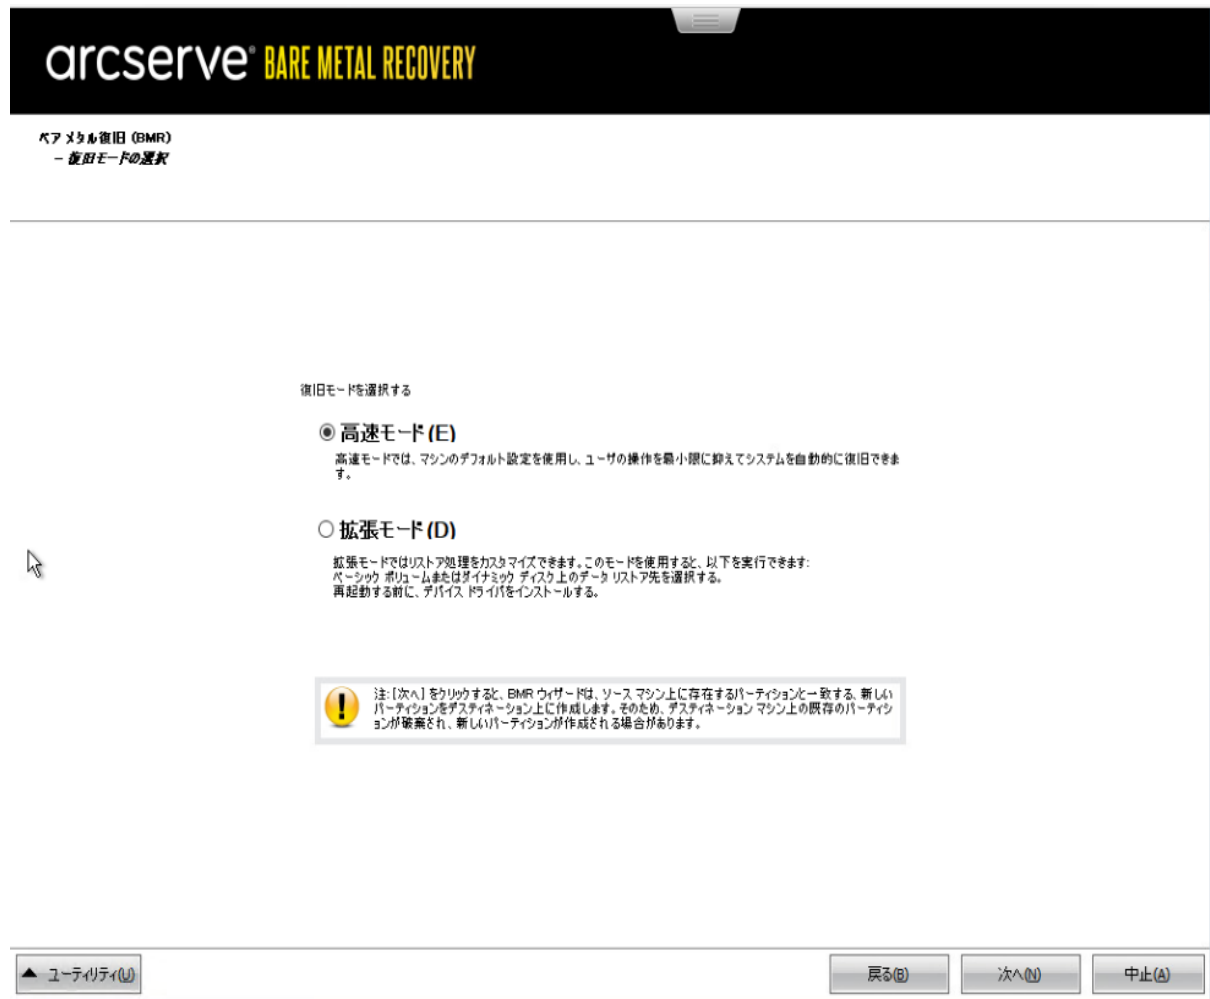 arcserve® BARE METAL RECOVERY
ベア メタル復旧 (BMR)
– 復旧モードの選択
復旧モードを選択する
高速モード(E)
高速モードでは、マシンのデフォルト設定を使用し、ユーザの操作を最小限に抑えてシステムを自動的に復旧できま
す。
拡張モード(D)
拡張モードではリストア処理をカスタマイズできます。このモードを使用すると、以下を実行できます:
ベーシック ボリュームまたはダイナミック ディスク上のデータ リストア先を選択する。
再起動する前に、デバイス ドライバをインストールする。
注: [次へ] をクリックすると、BMR ウィザードは、ソース マシン上に存在するパーティションと一致する、新しい
パーティションをデスティネーション上に作成します。そのため、デスティネーション マシン上の既存のパーティシ
ョンが破棄され、新しいパーティションが作成される場合があります。
▲ ユーティリティ(U)
戻る(B)
次へ(N)
中止(A)